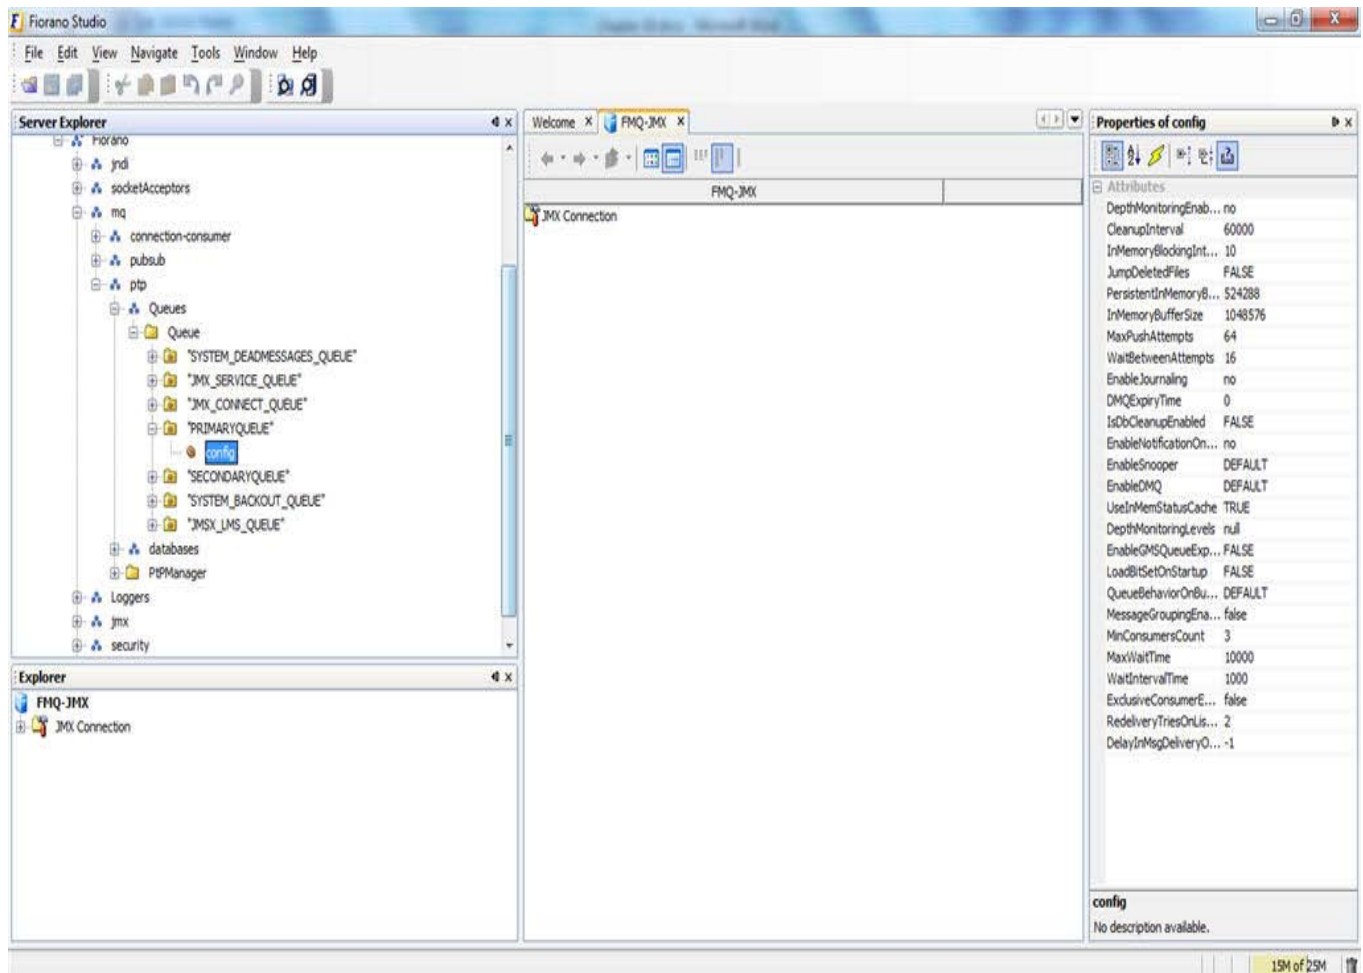 Fiorano Studio
File Edit View Navigate Tools Window Help
Server Explorer
Fiorano
jndi
socketAcceptors
mq
connection-consumer
pubsub
ptp
Queues
Queue
"SYSTEM_DEADMESSAGES_QUEUE"
"JMX_SERVICE_QUEUE"
"JMX_CONNECT_QUEUE"
"PRIMARYQUEUE"
config
"SECONDARYQUEUE"
"SYSTEM_BACKOUT_QUEUE"
"JMSX_LMS_QUEUE"
databases
PtPManager
Loggers
jmx
security
Explorer
FMQ-JMX
JMX Connection
Welcome FMQ-JMX
FMQ-JMX
JMX Connection
Properties of config
Attributes
DepthMonitoringEnab... no
CleanupInterval 60000
InMemoryBlockingInt... 10
JumpDeletedFiles FALSE
PersistentInMemoryB... 524288
InMemoryBufferSize 1048576
MaxPushAttempts 64
WaitBetweenAttempts 16
EnableJournaling no
DMQExpiryTime 0
IsDbCleanupEnabled FALSE
EnableNotificationOn... no
EnableSnooper DEFAULT
EnableDMQ DEFAULT
UseInMemStatusCache TRUE
DepthMonitoringLevels null
EnableGMSQueueExp... FALSE
LoadBitSetOnStartup FALSE
QueueBehaviorOnBu... DEFAULT
MessageGroupingEna... false
MinConsumersCount 3
MaxWaitTime 10000
WaitIntervalTime 1000
ExclusiveConsumerE... false
RedeliveryTriesOnLis... 2
DelayInMsgDeliveryO... -1
config
No description available.
15M of 25M